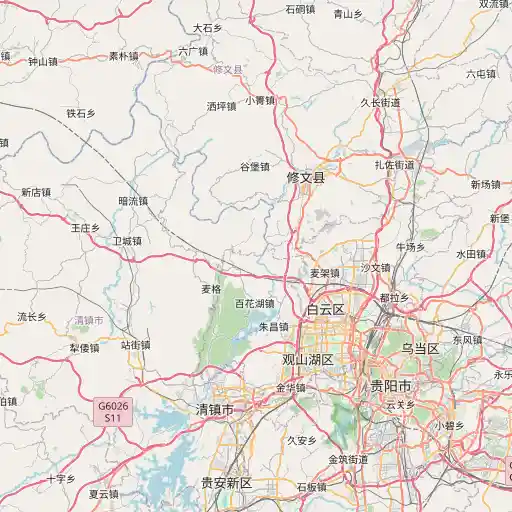 双流镇
石硐镇
青山乡
大石乡
六广镇
素朴镇
钟山镇
修文县
六屯镇
小箐镇
久长街道
洒坪镇
铁石乡
谷堡镇
扎佐街道
修文县
新场镇
新店镇
暗流镇
新堡
王庄乡
卫城镇
牛场乡
水田镇
麦架镇
沙文镇
麦格
百花湖镇
都拉乡
白云区
流长乡
清镇市
朱昌镇
站街镇
犁倭镇
东风镇
乌当区
观山湖区
永乐
贵阳市
金华镇
伯镇
G6026
S11
清镇市
云关乡
小碧乡
久安乡
金筑街道
十字乡
贵安新区
夏云镇
石板镇